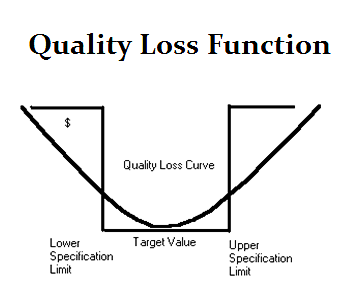 Quality Loss Function
$
Quality Loss Curve
Target Value
Lower
Specification
Limit
Upper
Specification
Limit